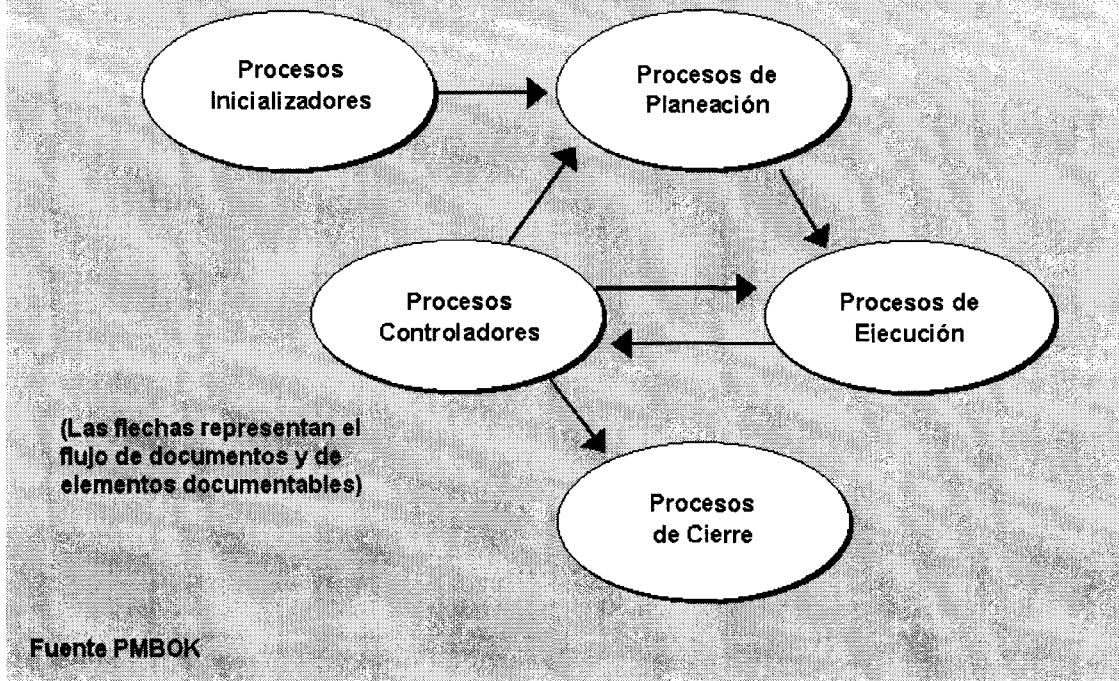 Procesos
Inicializadores
Procesos de
Planeación
Procesos
Controladores
Procesos de
Ejecución
(Las flechas representan el
flujo de documentos y de
elementos documentables)
Procesos
de Cierre
Fuente PMBOK